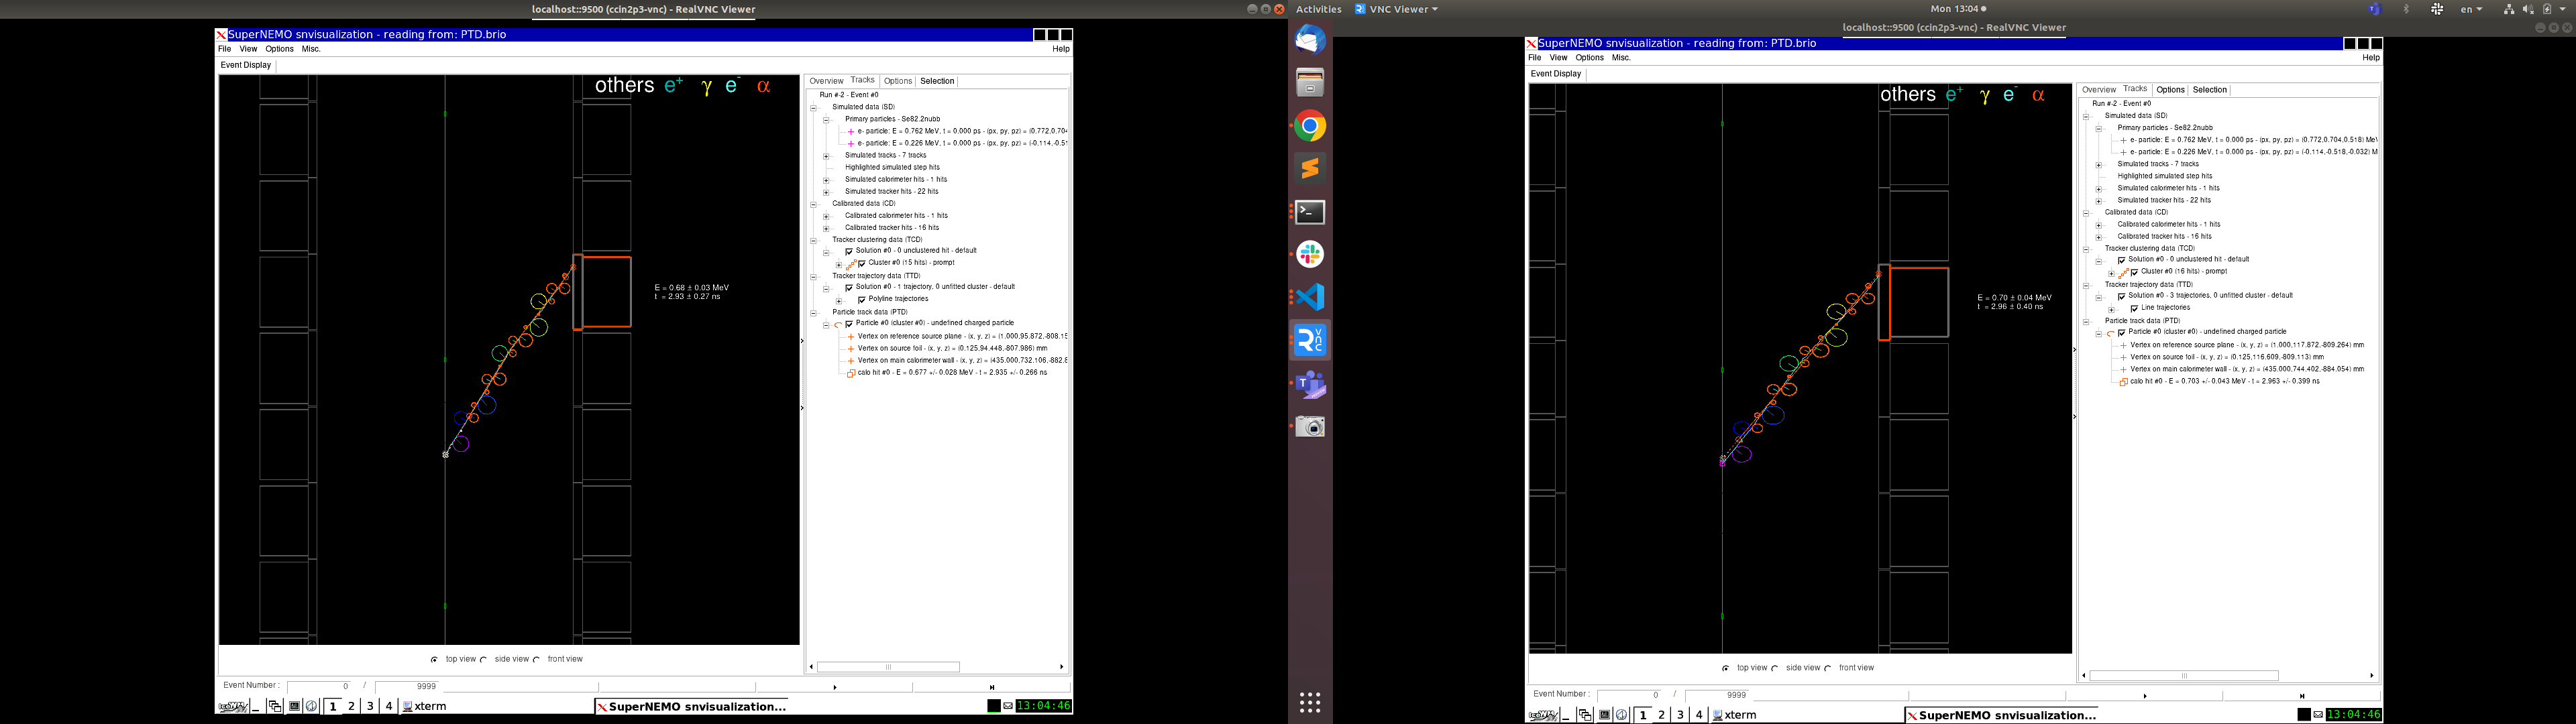 localhost::9500 (ccin2p3-vnc) - RealVNC Viewer
SuperNEMO snvisualization - reading from: PTD.brio
File View Options Misc. Help
Event Display
others e+ γ e- α
E = 0.68 ± 0.03 MeV
t = 2.93 ± 0.27 ns
Overview Tracks Options Selection
Run #-2 - Event #0
Simulated data (SD)
Primary particles - Se82.2nubb
e- particle: E = 0.762 MeV, t = 0.000 ps - (px, py, pz) = (0.772,0.704
e- particle: E = 0.226 MeV, t = 0.000 ps - (px, py, pz) = (-0.114,-0.51
Simulated tracks - 7 tracks
Highlighted simulated step hits
Simulated calorimeter hits - 1 hits
Simulated tracker hits - 22 hits
Calibrated data (CD)
Calibrated calorimeter hits - 1 hits
Calibrated tracker hits - 16 hits
Tracker clustering data (TCD)
Solution #0 - 0 unclustered hit - default
Cluster #0 (15 hits) - prompt
Tracker trajectory data (TTD)
Solution #0 - 1 trajectory, 0 unfitted cluster - default
Polyline trajectories
Particle track data (PTD)
Particle #0 (cluster #0) - undefined charged particle
Vertex on reference source plane - (x, y, z) = (1.000,95.872,-808.15
Vertex on source foil - (x, y, z) = (0.125,94.448,-807.986) mm
Vertex on main calorimeter wall - (x, y, z) = (435.000,732.106,-882.8
calo hit #0 - E = 0.677 +/- 0.028 MeV - t = 2.935 +/- 0.266 ns
top view side view front view
Event Number : 0 / 9999
1 2 3 4 xterm SuperNEMO snvisualization... 13:04:46
Activities VNC Viewer Mon 13:04 en
localhost::9500 (ccin2p3-vnc) - RealVNC Viewer
SuperNEMO snvisualization - reading from: PTD.brio
File View Options Misc. Help
Event Display
others e+ γ e- α
E = 0.70 ± 0.04 MeV
t = 2.96 ± 0.40 ns
Overview Tracks Options Selection
Run #-2 - Event #0
Simulated data (SD)
Primary particles - Se82.2nubb
e- particle: E = 0.762 MeV, t = 0.000 ps - (px, py, pz) = (0.772,0.704,0.518) MeV
e- particle: E = 0.226 MeV, t = 0.000 ps - (px, py, pz) = (-0.114,-0.518,-0.032) M
Simulated tracks - 7 tracks
Highlighted simulated step hits
Simulated calorimeter hits - 1 hits
Simulated tracker hits - 22 hits
Calibrated data (CD)
Calibrated calorimeter hits - 1 hits
Calibrated tracker hits - 16 hits
Tracker clustering data (TCD)
Solution #0 - 0 unclustered hit - default
Cluster #0 (16 hits) - prompt
Tracker trajectory data (TTD)
Solution #0 - 3 trajectories, 0 unfitted cluster - default
Line trajectories
Particle track data (PTD)
Particle #0 (cluster #0) - undefined charged particle
Vertex on reference source plane - (x, y, z) = (1.000,117.872,-809.264) mm
Vertex on source foil - (x, y, z) = (0.125,116.609,-809.113) mm
Vertex on main calorimeter wall - (x, y, z) = (435.000,744.402,-884.054) mm
calo hit #0 - E = 0.703 +/- 0.043 MeV - t = 2.963 +/- 0.399 ns
top view side view front view
Event Number : 0 / 9999
1 2 3 4 xterm SuperNEMO snvisualization... 13:04:46